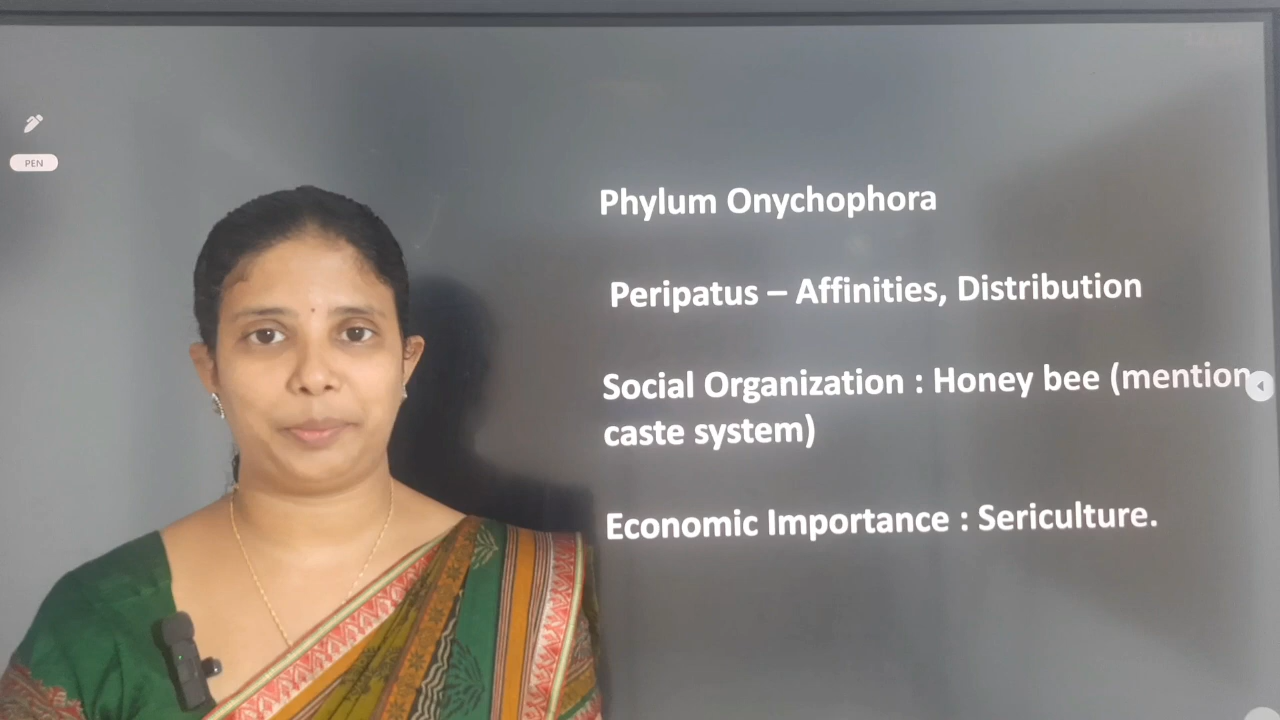 PEN
Phylum Onychophora
Peripatus – Affinities, Distribution
Social Organization : Honey bee (mention
caste system)
Economic Importance : Sericulture.